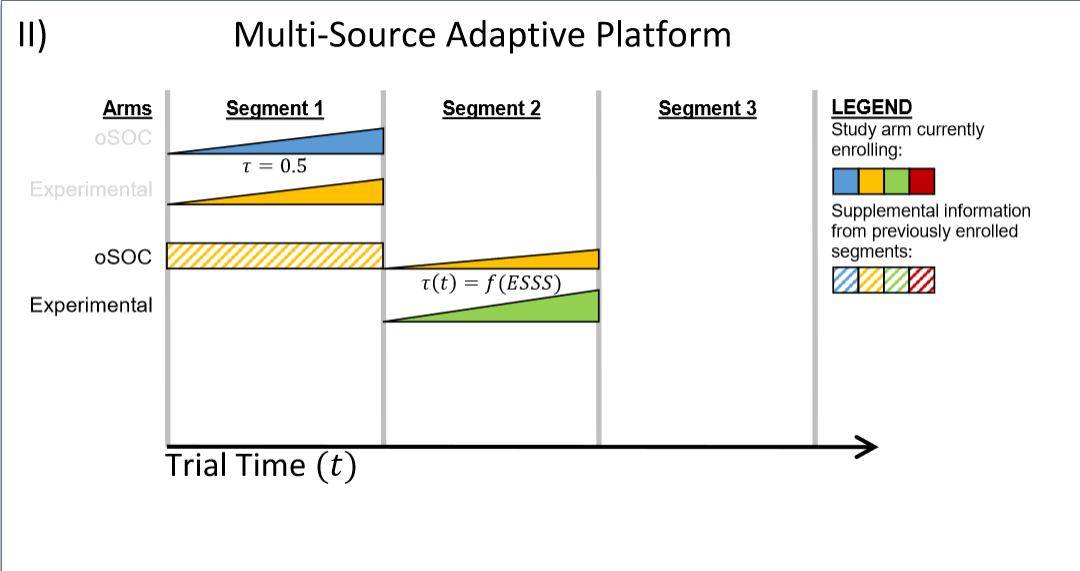 II)
Multi-Source Adaptive Platform
Arms
Segment 1
Segment 2
Segment 3
LEGEND
oSOC
τ = 0.5
Experimental
oSOC
τ(t) = f(ESSS)
Experimental
Study arm currently
enrolling:
Supplemental information
from previously enrolled
segments:
Trial Time (t)